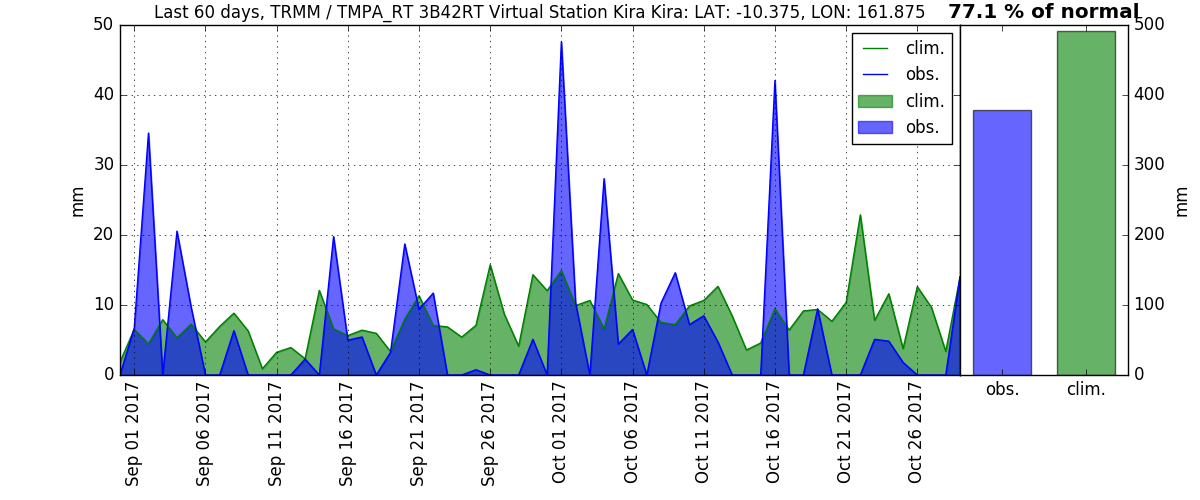 Last 60 days, TRMM / TMPA_RT 3B42RT Virtual Station Kira Kira: LAT: -10.375, LON: 161.875
77.1 % of normal
50
40
30
20
10
0
mm
clim.
obs.
clim.
obs.
500
400
300
200
100
0
mm
Sep 01 2017
Sep 06 2017
Sep 11 2017
Sep 16 2017
Sep 21 2017
Sep 26 2017
Oct 01 2017
Oct 06 2017
Oct 11 2017
Oct 16 2017
Oct 21 2017
Oct 26 2017
obs.
clim.